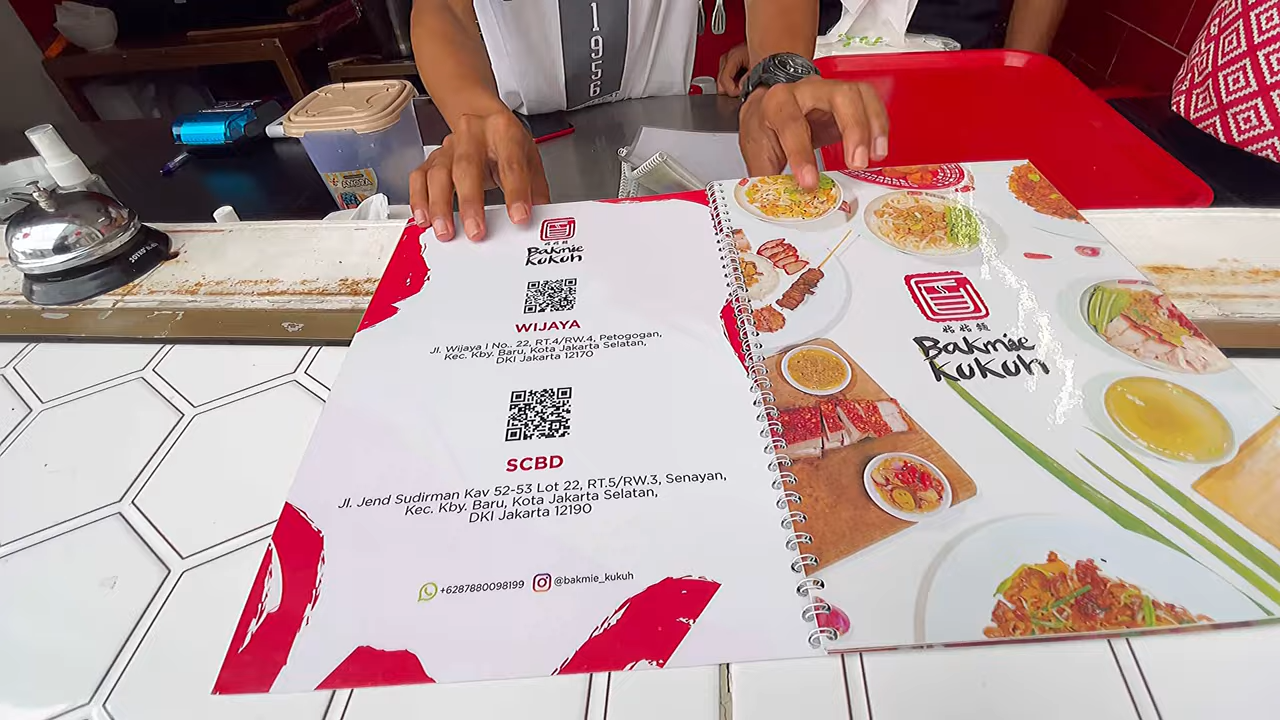 1956
Bakmie
Kukuh
WIJAYA
Jl. Wijaya I No.. 22, RT.4/RW.4, Petogogan,
Kec. Kby. Baru, Kota Jakarta Selatan,
DKI Jakarta 12170
SCBD
Jl. Jend Sudirman Kav 52-53 Lot 22, RT.5/RW.3, Senayan,
Kec. Kby. Baru, Kota Jakarta Selatan,
DKI Jakarta 12190
+6287880098199 @bakmie_kukuh
Bakmie
Kukuh